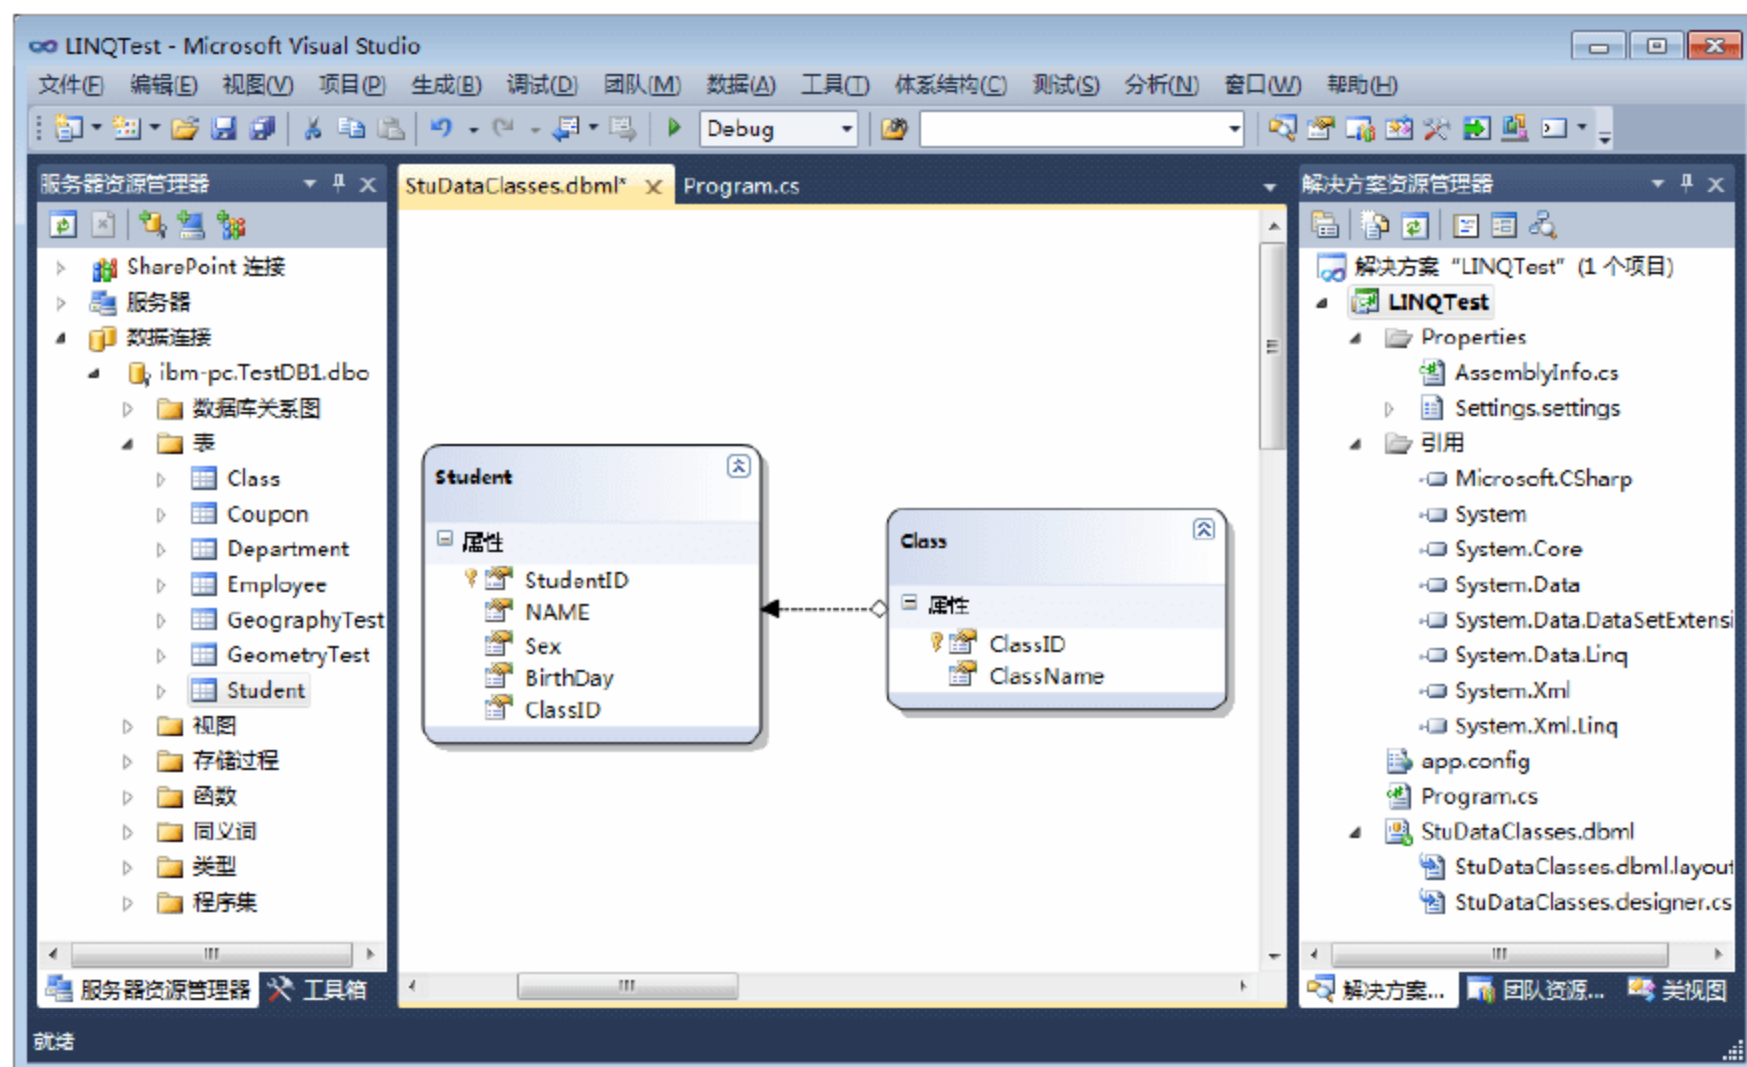 LINQTest - Microsoft Visual Studio
文件(F) 编辑(E) 视图(V) 项目(P) 生成(B) 调试(D) 团队(M) 数据(A) 工具(T) 体系结构(C) 测试(S) 分析(N) 窗口(W) 帮助(H)
Debug
服务器资源管理器
SharePoint 连接
服务器
数据连接
ibm-pc.TestDB1.dbo
数据库关系图
表
Class
Coupon
Department
Employee
GeographyTest
GeometryTest
Student
视图
存储过程
函数
同义词
类型
程序集
服务器资源管理器 工具箱
StuDataClasses.dbml* Program.cs
Student
属性
StudentID
NAME
Sex
BirthDay
ClassID
Class
属性
ClassID
ClassName
解决方案资源管理器
解决方案 "LINQTest" (1 个项目)
LINQTest
Properties
AssemblyInfo.cs
Settings.settings
引用
Microsoft.CSharp
System
System.Core
System.Data
System.Data.DataSetExtensi
System.Data.Linq
System.Xml
System.Xml.Linq
app.config
Program.cs
StuDataClasses.dbml
StuDataClasses.dbml.layout
StuDataClasses.designer.cs
解决方案... 团队资源... 类视图
就绪